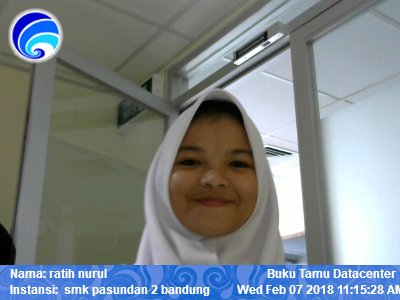 Nama: ratih nurul Buku Tamu Datacenter
Instansi: smk pasundan 2 bandung Wed Feb 07 2018 11:15:28 AM